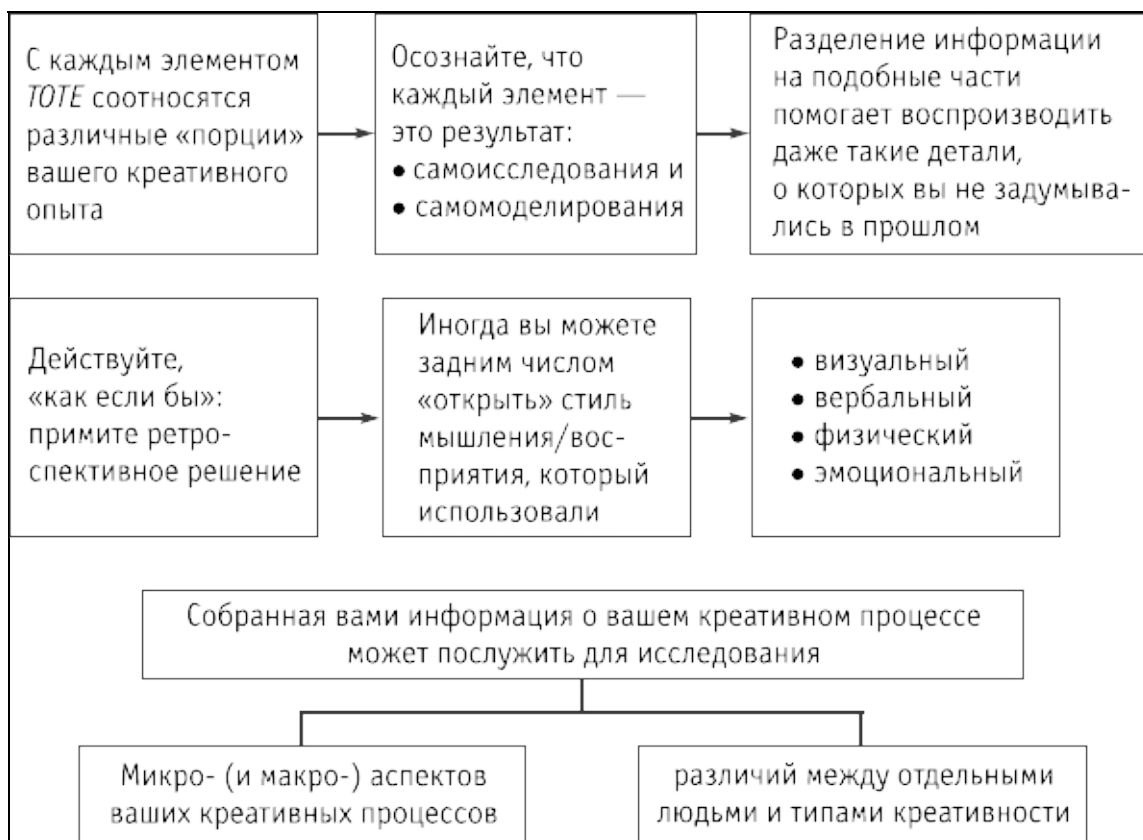 С каждым элементом
TOTE соотносятся
различные «порции»
вашего креативного
опыта
Осознайте, что
каждый элемент —
это результат:
• самоисследования и
• самомоделирования
Разделение информации
на подобные части
помогает воспроизводить
даже такие детали,
о которых вы не задумыва-
лись в прошлом
Действуйте,
«как если бы»:
примите ретро-
спективное решение
Иногда вы можете
задним числом
«открыть» стиль
мышления/вос-
приятия, который
использовали
• визуальный
• вербальный
• физический
• эмоциональный
Собранная вами информация о вашем креативном процессе
может послужить для исследования
Микро- (и макро-) аспектов
ваших креативных процессов
различий между отдельными
людьми и типами креативности